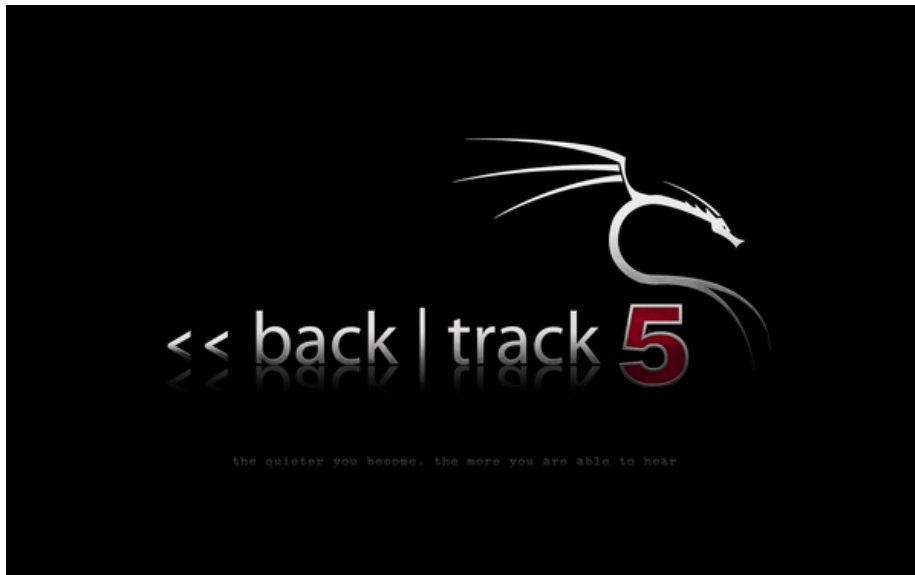 << back | track 5
the quieter you become, the more you are able to hear